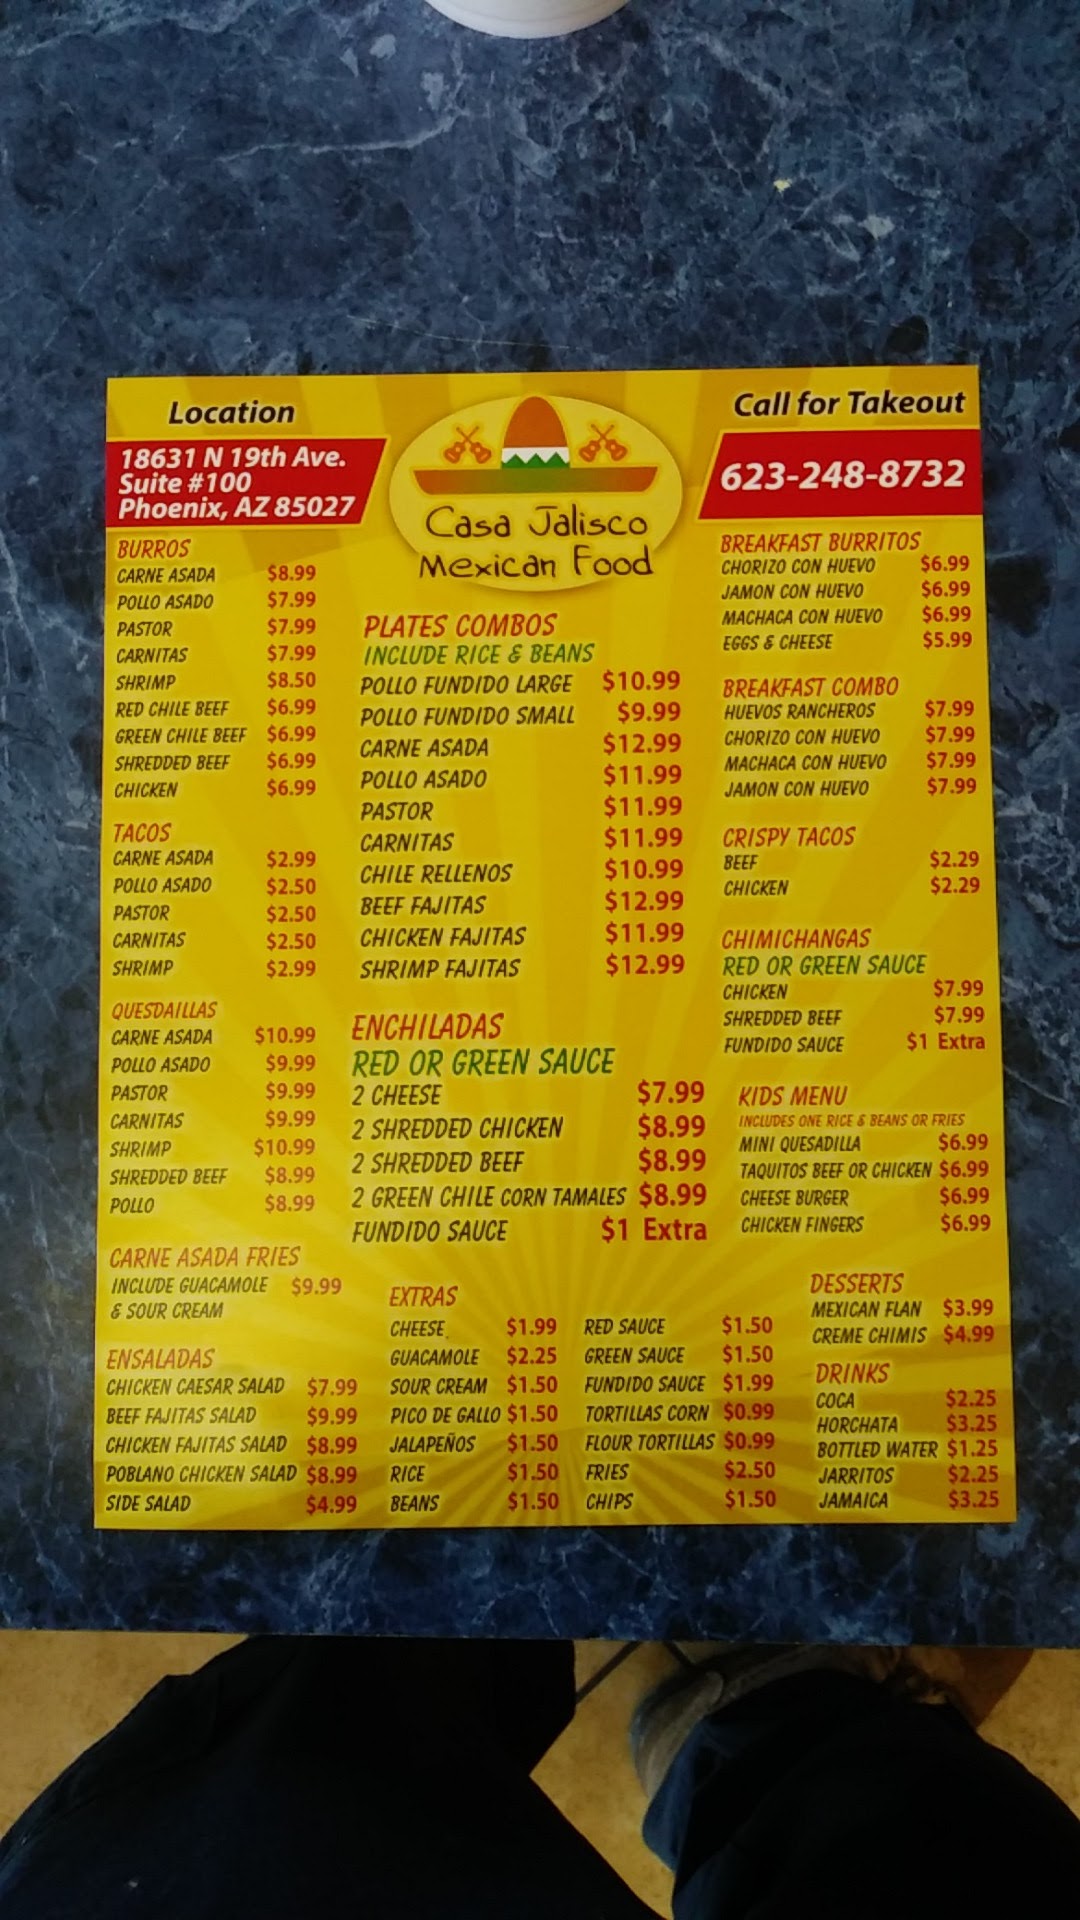 Location
18631 N 19th Ave.
Suite #100
Phoenix, AZ 85027
Casa Jalisco
Mexican Food
Call for Takeout
623-248-8732
BURROS
CARNE ASADA $8.99
POLLO ASADO $7.99
PASTOR $7.99
CARNITAS $7.99
SHRIMP $8.50
RED CHILE BEEF $6.99
GREEN CHILE BEEF $6.99
SHREDDED BEEF $6.99
CHICKEN $6.99
TACOS
CARNE ASADA $2.99
POLLO ASADO $2.50
PASTOR $2.50
CARNITAS $2.50
SHRIMP $2.99
QUESDAILLAS
CARNE ASADA $10.99
POLLO ASADO $9.99
PASTOR $9.99
CARNITAS $9.99
SHRIMP $10.99
SHREDDED BEEF $8.99
POLLO $8.99
CARNE ASADA FRIES
INCLUDE GUACAMOLE $9.99
& SOUR CREAM
ENSALADAS
CHICKEN CAESAR SALAD $7.99
BEEF FAJITAS SALAD $9.99
CHICKEN FAJITAS SALAD $8.99
POBLANO CHICKEN SALAD $8.99
SIDE SALAD $4.99
PLATES COMBOS
INCLUDE RICE & BEANS
POLLO FUNDIDO LARGE $10.99
POLLO FUNDIDO SMALL $9.99
CARNE ASADA $12.99
POLLO ASADO $11.99
PASTOR $11.99
CARNITAS $11.99
CHILE RELLENOS $10.99
BEEF FAJITAS $12.99
CHICKEN FAJITAS $11.99
SHRIMP FAJITAS $12.99
ENCHILADAS
RED OR GREEN SAUCE
2 CHEESE $7.99
2 SHREDDED CHICKEN $8.99
2 SHREDDED BEEF $8.99
2 GREEN CHILE CORN TAMALES $8.99
FUNDIDO SAUCE $1 Extra
EXTRAS
CHEESE $1.99
GUACAMOLE $2.25
SOUR CREAM $1.50
PICO DE GALLO $1.50
JALAPEÑOS $1.50
RICE $1.50
BEANS $1.50
RED SAUCE $1.50
GREEN SAUCE $1.50
FUNDIDO SAUCE $1.99
TORTILLAS CORN $0.99
FLOUR TORTILLAS $0.99
FRIES $2.50
CHIPS $1.50
BREAKFAST BURRITOS
CHORIZO CON HUEVO $6.99
JAMON CON HUEVO $6.99
MACHACA CON HUEVO $6.99
EGGS & CHEESE $5.99
BREAKFAST COMBO
HUEVOS RANCHEROS $7.99
CHORIZO CON HUEVO $7.99
MACHACA CON HUEVO $7.99
JAMON CON HUEVO $7.99
CRISPY TACOS
BEEF $2.29
CHICKEN $2.29
CHIMICHANGAS
RED OR GREEN SAUCE
CHICKEN $7.99
SHREDDED BEEF $7.99
FUNDIDO SAUCE $1 Extra
KIDS MENU
INCLUDES ONE RICE & BEANS OR FRIES
MINI QUESADILLA $6.99
TAQUITOS BEEF OR CHICKEN $6.99
CHEESE BURGER $6.99
CHICKEN FINGERS $6.99
DESSERTS
MEXICAN FLAN $3.99
CREME CHIMIS $4.99
DRINKS
COCA $2.25
HORCHATA $3.25
BOTTLED WATER $1.25
JARRITOS $2.25
JAMAICA $3.25